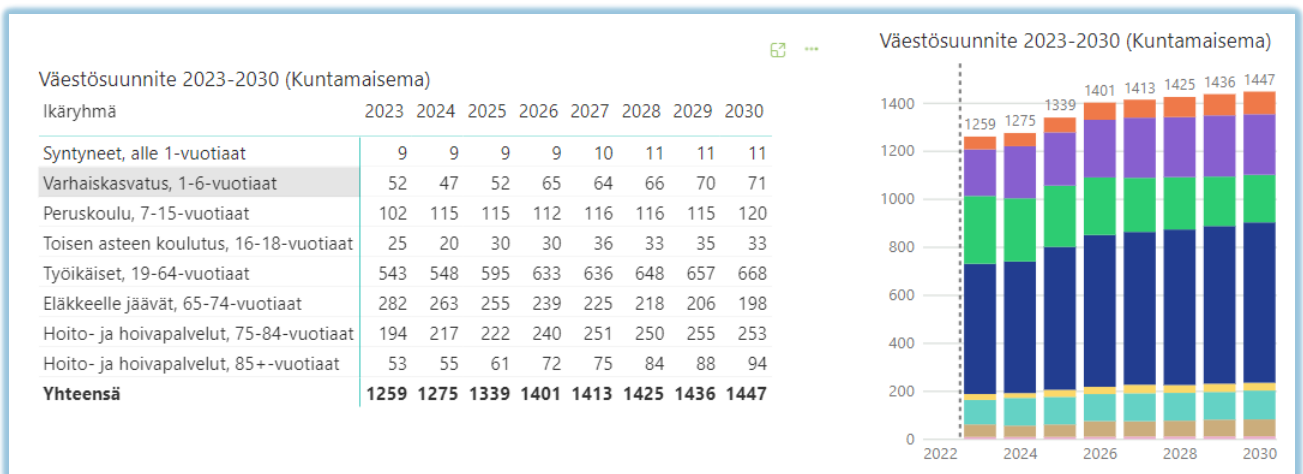 Väestösuunnite 2023-2030 (Kuntamaisema)
Ikäryhmä 2023 2024 2025 2026 2027 2028 2029 2030
Syntyneet, alle 1-vuotiaat 9 9 9 9 10 11 11 11
Varhaiskasvatus, 1-6-vuotiaat 52 47 52 65 64 66 70 71
Peruskoulu, 7-15-vuotiaat 102 115 115 112 116 116 115 120
Toisen asteen koulutus, 16-18-vuotiaat 25 20 30 30 36 33 35 33
Työikäiset, 19-64-vuotiaat 543 548 595 633 636 648 657 668
Eläkkeelle jäävät, 65-74-vuotiaat 282 263 255 239 225 218 206 198
Hoito- ja hoivapalvelut, 75-84-vuotiaat 194 217 222 240 251 250 255 253
Hoito- ja hoivapalvelut, 85+-vuotiaat 53 55 61 72 75 84 88 94
Yhteensä 1259 1275 1339 1401 1413 1425 1436 1447
Väestösuunnite 2023-2030 (Kuntamaisema)
1259 1275 1339 1401 1413 1425 1436 1447
1400
1200
1000
800
600
400
200
0
2022 2024 2026 2028 2030